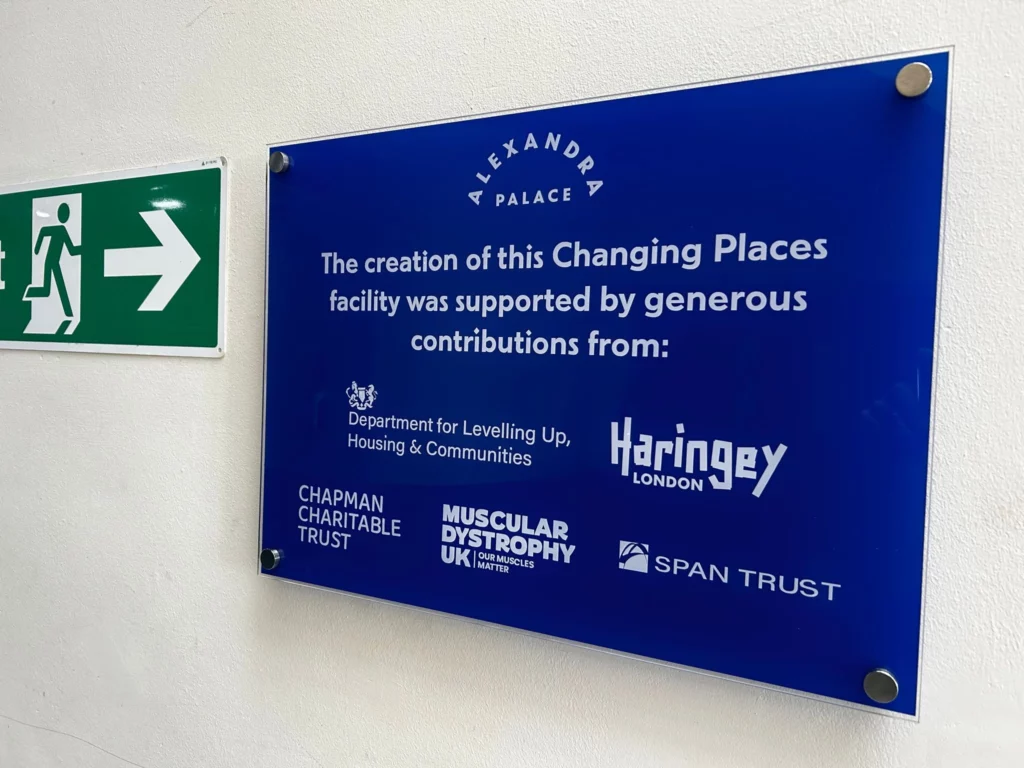 t
ALEXANDRA
PALACE
The creation of this Changing Places
facility was supported by generous
contributions from:
Department for Levelling Up,
Housing & Communities
Haringey
LONDON
CHAPMAN
CHARITABLE
TRUST
MUSCULAR
DYSTROPHY
UK OUR MUSCLES
MATTER
SPAN TRUST